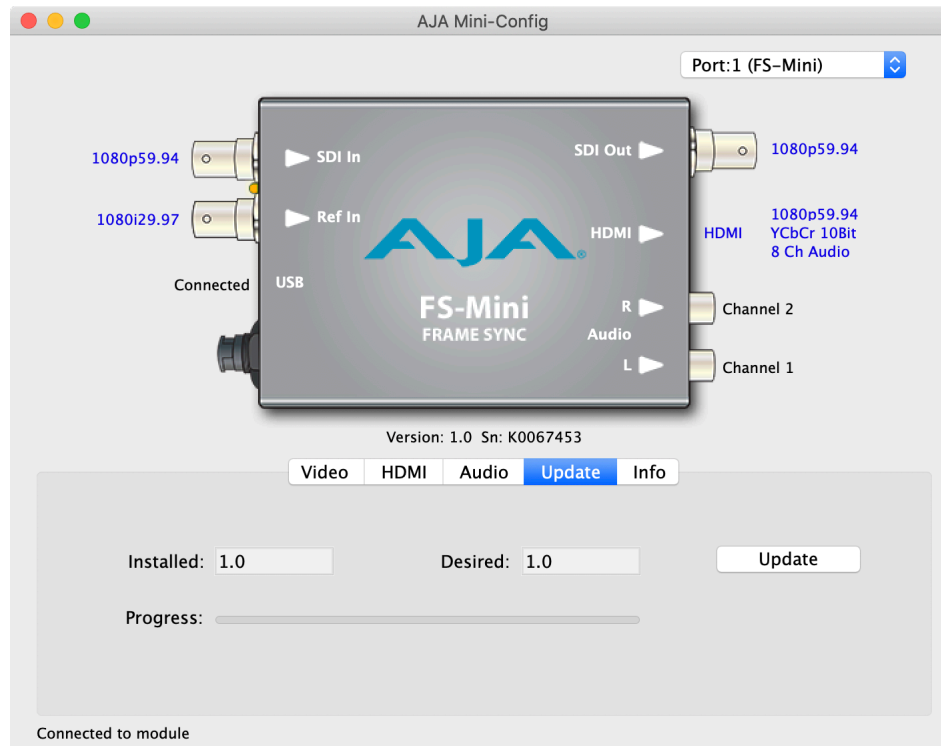 AJA Mini-Config
Port:1 (FS-Mini)
1080p59.94
SDI In
SDI Out
1080p59.94
1080i29.97
Ref In
HDMI
HDMI
1080p59.94
YCbCr 10Bit
8 Ch Audio
AJA®
Connected
USB
FS-Mini
FRAME SYNC
R
Channel 2
Audio
L
Channel 1
Version: 1.0 Sn: K0067453
Video HDMI Audio Update Info
Installed: 1.0 Desired: 1.0 Update
Progress:
Connected to module